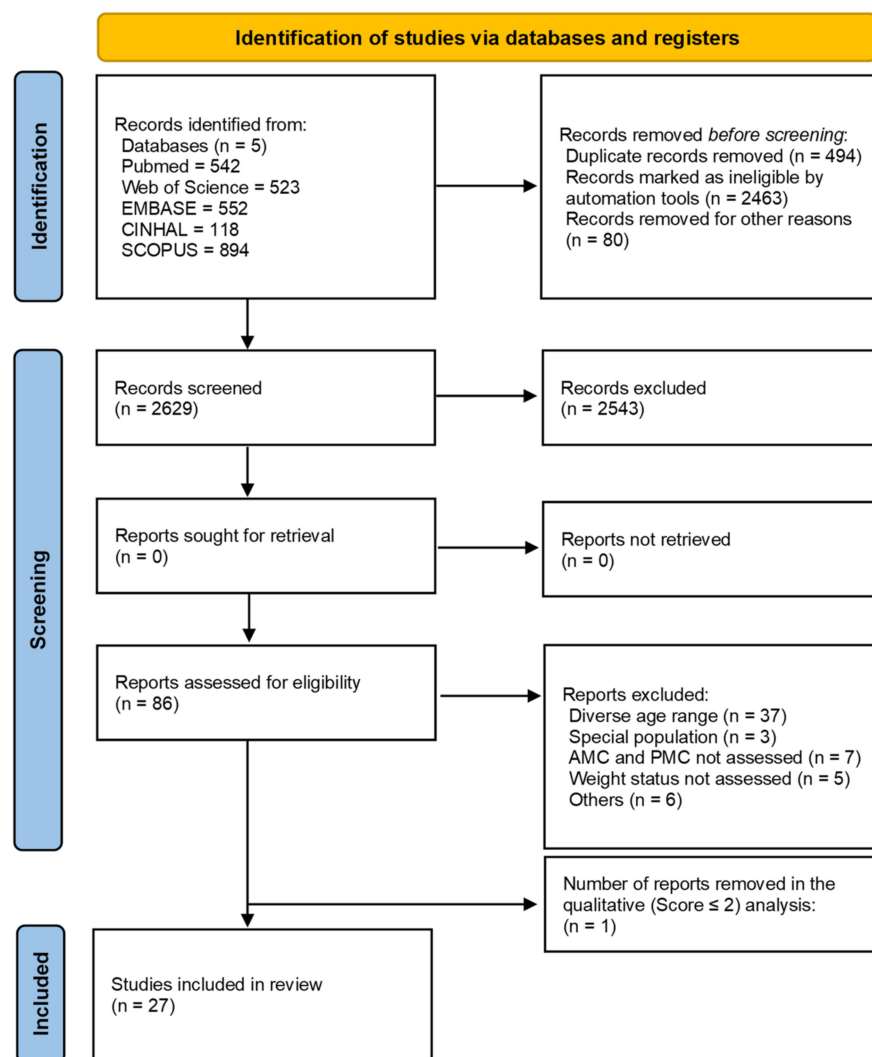 Identification of studies via databases and registers
Identification
Records identified from:
Databases (n = 5)
Pubmed = 542
Web of Science = 523
EMBASE = 552
CINHAL = 118
SCOPUS = 894
Records removed before screening:
Duplicate records removed (n = 494)
Records marked as ineligible by
automation tools
(n = 2463)
Records removed for other reasons
(n = 80)
Screening
Records screened
(n = 2629)
Records excluded
(n = 2543)
Reports sought for retrieval
(n = 0)
Reports not retrieved
(n = 0)
Reports assessed for eligibility
(n = 86)
Reports excluded:
Diverse age range (n = 37)
Special population (n = 3)
AMC and PMC not assessed (n = 7)
Weight status not assessed (n = 5)
Others (n = 6)
Number of reports removed in the
qualitative (Score ≤ 2) analysis:
(n = 1)
Included
Studies included in review
(n = 27)